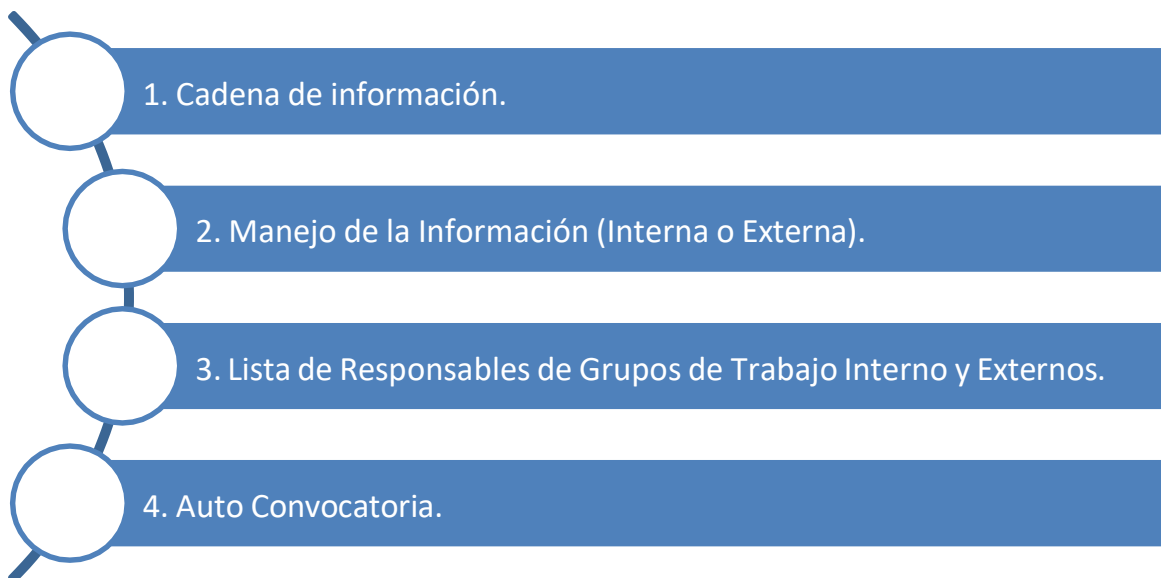 1. Cadena de información.
2. Manejo de la Información (Interna o Externa).
3. Lista de Responsables de Grupos de Trabajo Interno y Externos.
4. Auto Convocatoria.